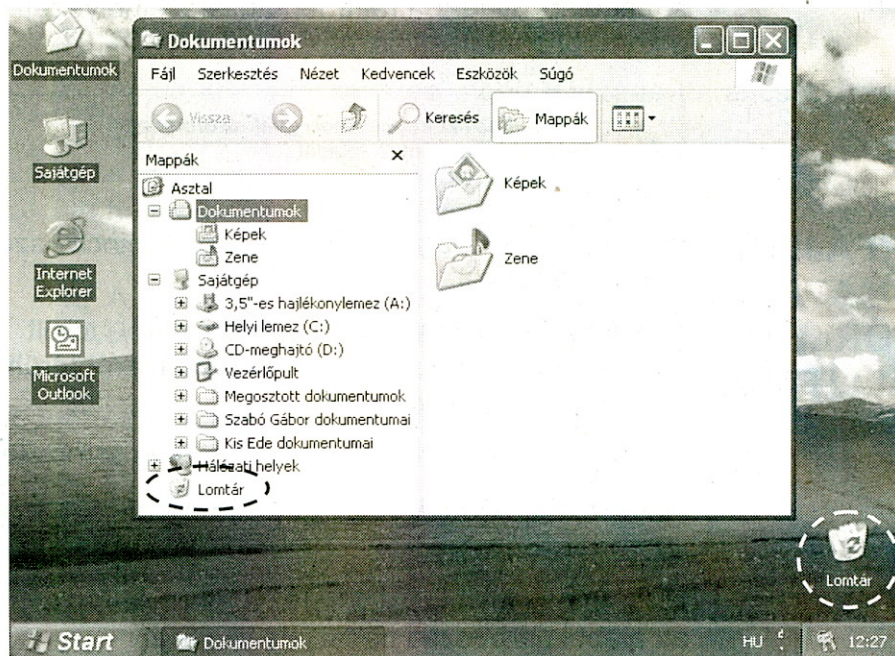 Dokumentumok
Sajátgép
Internet
Explorer
Microsoft
Outlook
Dokumentumok
Fájl Szerkesztés Nézet Kedvencek Eszközök Súgó
Vissza Keresés Mappák
Mappák
Asztal
Dokumentumok
Képek
Zene
Sajátgép
3,5"-es hajlékonylemez (A:)
Helyi lemez (C:)
CD-meghajtó (D:)
Vezérlőpult
Megosztott dokumentumok
Szabó Gábor dokumentumai
Kis Ede dokumentumai
Hálózati helyek
Lomtár
Képek
Zene
Lomtár
Start Dokumentumok HU 12:27